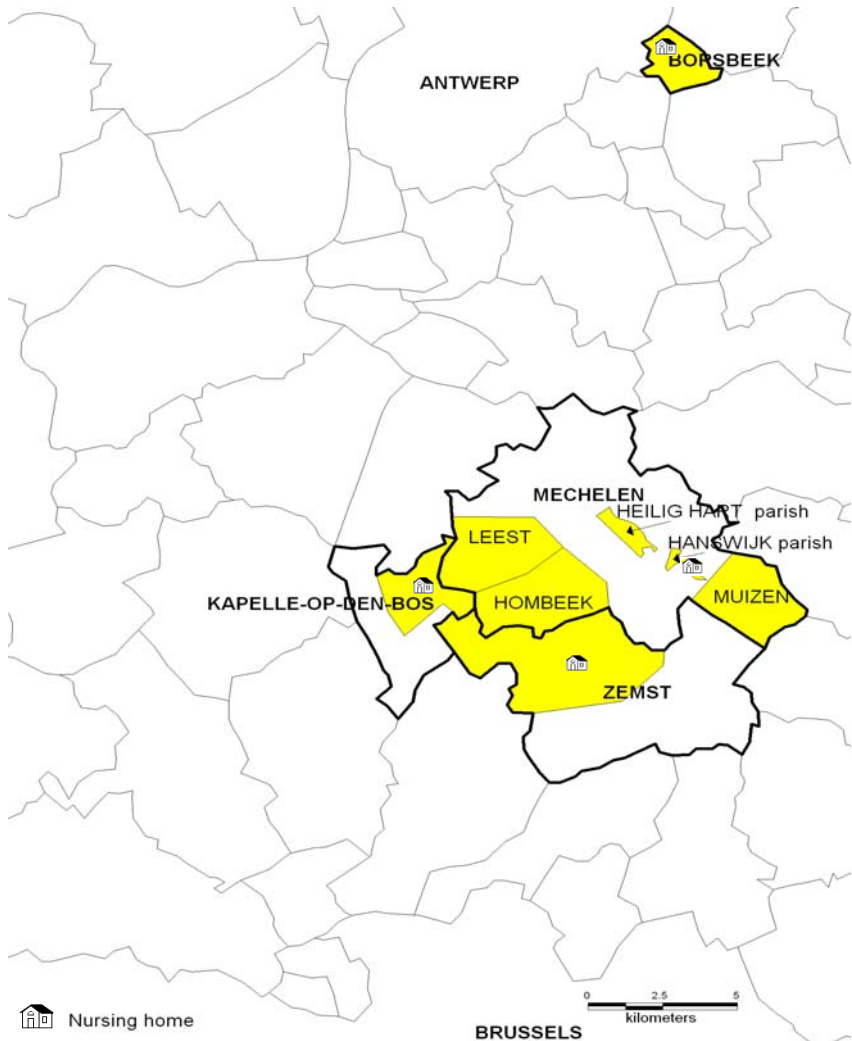 BORSBEEK
ANTWERP
MECHELEN
HEILIG HART parish
HANSWIJK parish
LEEST
KAPELLE-OP-DEN-BOS
HOMBEEK
MUIZEN
ZEMST
0 2.5 5
kilometers
Nursing home
BRUSSELS